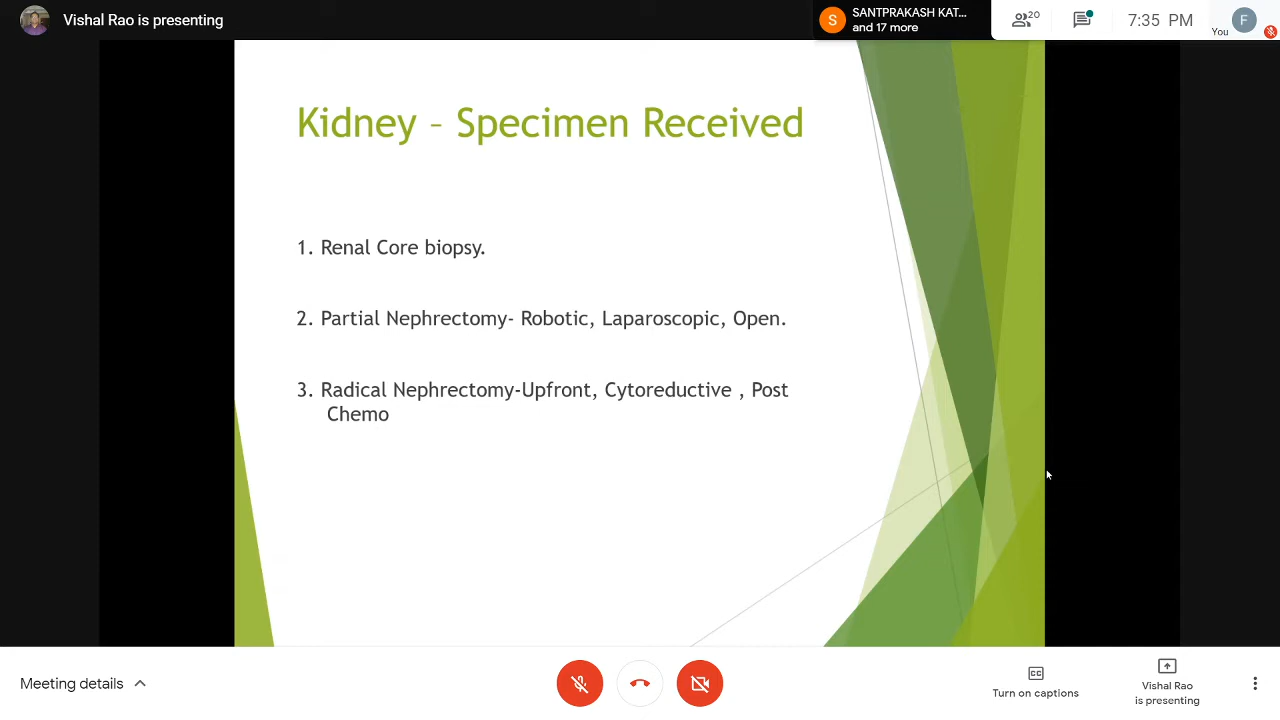 Vishal Rao is presenting
S
SANTPRAKASH KAT...
and 17 more
20
7:35 PM
You
F
Kidney – Specimen Received
1. Renal Core biopsy.
2. Partial Nephrectomy- Robotic, Laparoscopic, Open.
3. Radical Nephrectomy-Upfront, Cytoreductive , Post
Chemo
Meeting details
CC
Turn on captions
Vishal Rao
is presenting